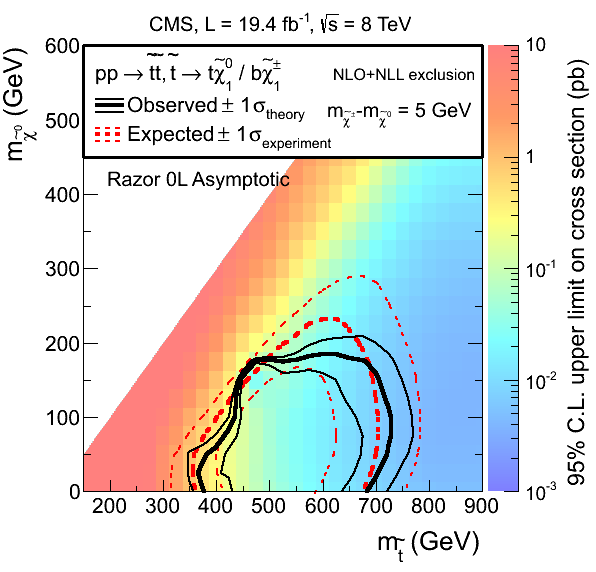 CMS, L = 19.4 fb⁻¹, √s = 8 TeV
pp → t̃t̃, t̃ → tχ̃⁰₁ / bχ̃±₁
NLO+NLL exclusion
Observed ± 1σtheory
mχ̃±-mχ̃⁰ = 5 GeV
Expected ± 1σexperiment
Razor 0L Asymptotic
mχ̃⁰ (GeV)
600
500
400
300
200
100
0
200 300 400 500 600 700 800 900
mt̃ (GeV)
10
1
10⁻¹
10⁻²
10⁻³
95% C.L. upper limit on cross section (pb)